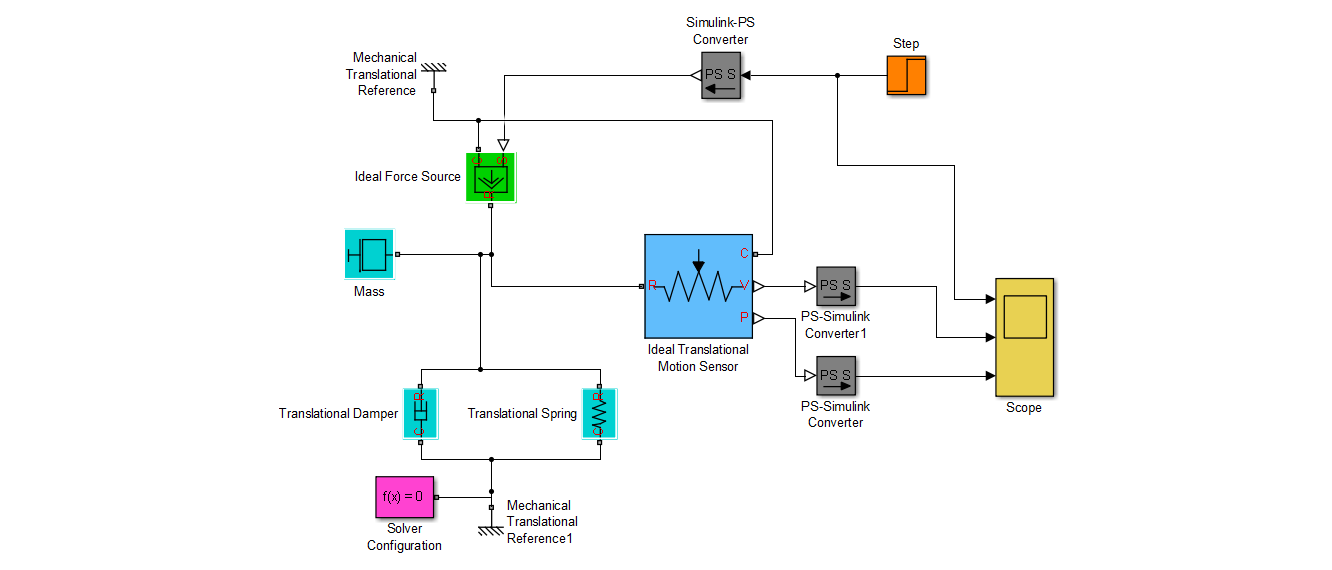 Simulink-PS
Converter
Step
Mechanical
Translational
Reference
PS S
Ideal Force Source
Mass
R
C
V
P
Ideal Translational
Motion Sensor
PS S
PS-Simulink
Converter1
PS S
PS-Simulink
Converter
Scope
Translational Damper
R
C
Translational Spring
R
C
f(x) = 0
Solver
Configuration
Mechanical
Translational
Reference1